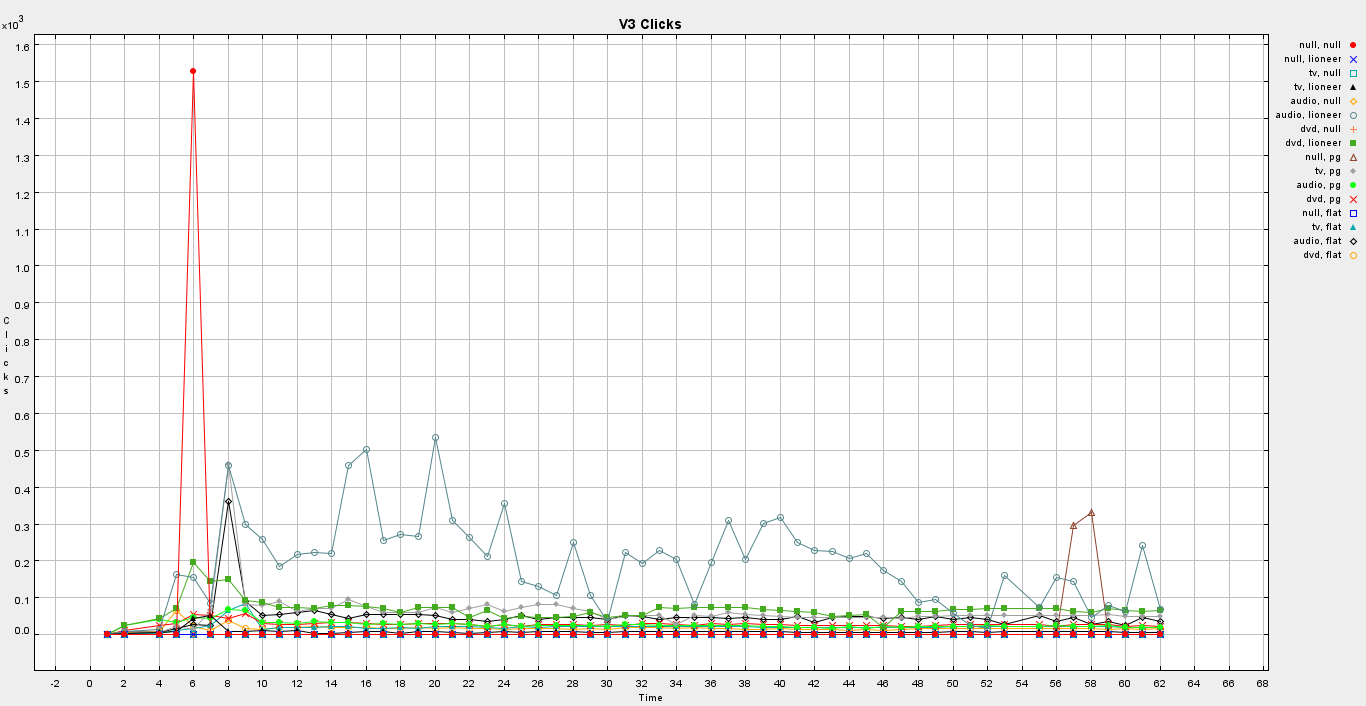 V3 Clicks
x10³
1.6
1.5
1.4
1.3
1.2
1.1
1.0
0.9
0.8
0.7
0.6
0.5
0.4
0.3
0.2
0.1
0.0
Clicks
-2 0 2 4 6 8 10 12 14 16 18 20 22 24 26 28 30 32 34 36 38 40 42 44 46 48 50 52 54 56 58 60 62 64 66 68
Time
null, null
null, lioneer
tv, null
tv, lioneer
audio, null
audio, lioneer
dvd, null
dvd, lioneer
null, pg
tv, pg
audio, pg
dvd, pg
null, flat
tv, flat
audio, flat
dvd, flat